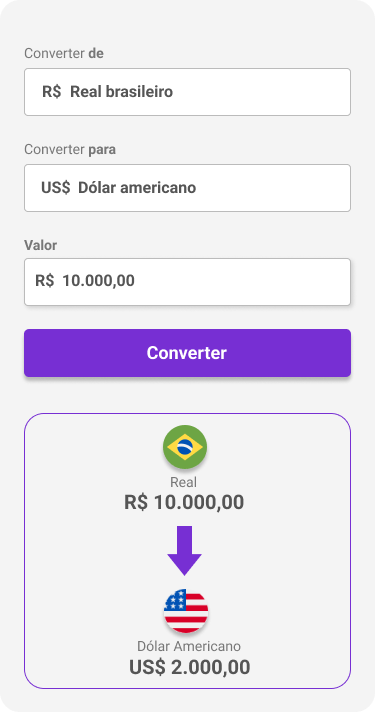 Converter de
R$ Real brasileiro
Converter para
US$ Dólar americano
Valor
R$ 10.000,00
Converter
Real
R$ 10.000,00
Dólar Americano
US$ 2.000,00